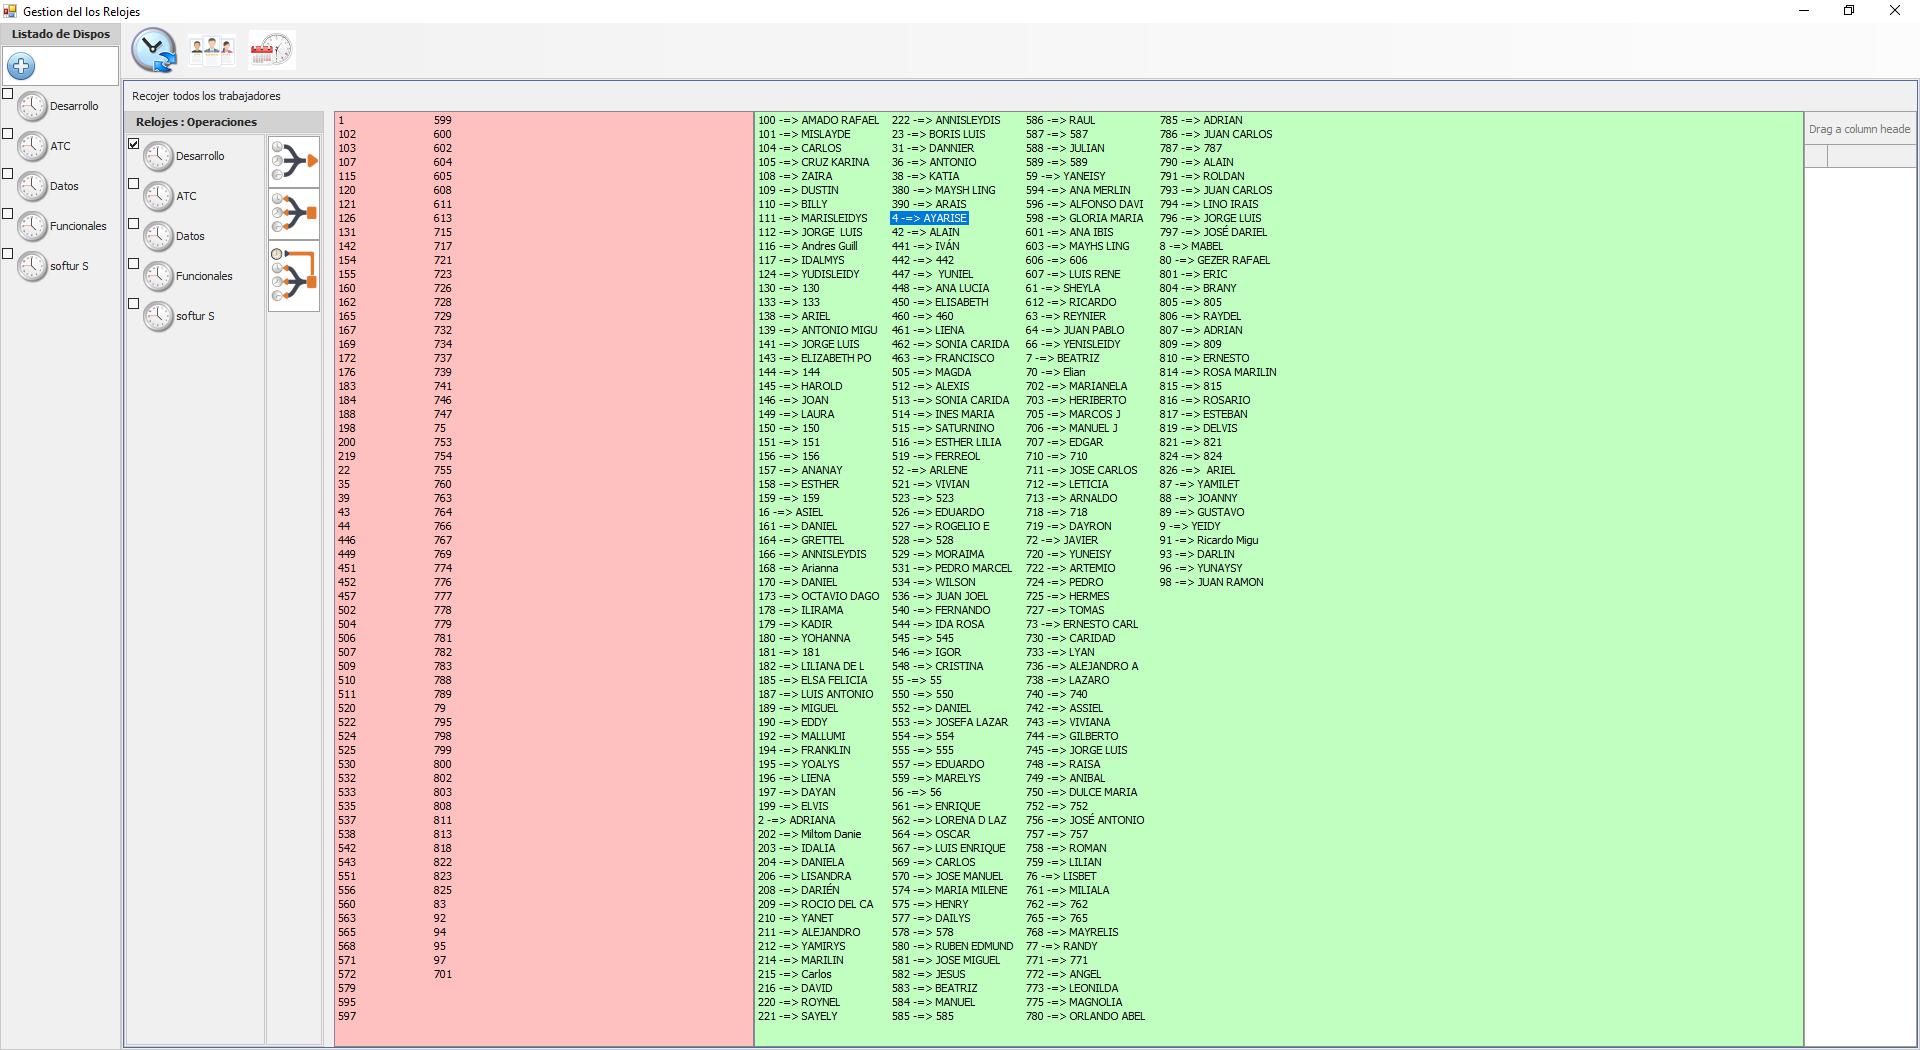 Gestion del los Relojes
Listado de Dispos
Desarrollo
ATC
Datos
Funcionales
softur S
Recojer todos los trabajadores
Relojes : Operaciones
Desarrollo
ATC
Datos
Funcionales
softur S
1
102
103
107
115
120
121
126
131
142
154
155
160
162
165
167
169
172
176
183
184
188
198
200
219
22
35
39
43
44
446
449
451
452
457
502
504
506
507
509
510
511
520
522
524
525
530
532
533
535
537
538
542
543
551
556
560
563
565
568
571
572
579
595
597
599
600
602
604
605
608
611
613
715
717
721
723
726
728
729
732
734
737
739
741
746
747
75
753
754
755
760
763
764
766
767
769
774
776
777
778
779
781
782
783
788
789
79
795
798
799
800
802
803
808
811
813
818
822
823
825
83
92
94
95
97
701
100 -=> AMADO RAFAEL
101 -=> MISLAYDE
104 -=> CARLOS
105 -=> CRUZ KARINA
108 -=> ZAIRA
109 -=> DUSTIN
110 -=> BILLY
111 -=> MARISLEIDYS
112 -=> JORGE  LUIS
116 -=> Andres Guill
117 -=> IDALMYS
124 -=> YUDISLEIDY
130 -=> 130
133 -=> 133
138 -=> ARIEL
139 -=> ANTONIO MIGU
141 -=> JORGE LUIS
143 -=> ELIZABETH PO
144 -=> 144
145 -=> HAROLD
146 -=> JOAN
149 -=> LAURA
150 -=> 150
151 -=> 151
156 -=> 156
157 -=> ANANAY
158 -=> ESTHER
159 -=> 159
16 -=> ASIEL
161 -=> DANIEL
164 -=> GRETTEL
166 -=> ANNISLEYDIS
168 -=> Arianna
170 -=> DANIEL
173 -=> OCTAVIO DAGO
178 -=> ILIRAMA
179 -=> KADIR
180 -=> YOHANNA
181 -=> 181
182 -=> LILIANA DE L
185 -=> ELSA FELICIA
187 -=> LUIS ANTONIO
189 -=> MIGUEL
190 -=> EDDY
192 -=> MALLUMI
194 -=> FRANKLIN
195 -=> YOALYS
196 -=> LIENA
197 -=> DAYAN
199 -=> ELVIS
2 -=> ADRIANA
202 -=> Miltom Danie
203 -=> IDALIA
204 -=> DANIELA
206 -=> LISANDRA
208 -=> DARIÉN
209 -=> ROCIO DEL CA
210 -=> YANET
211 -=> ALEJANDRO
212 -=> YAMIRYS
214 -=> MARILIN
215 -=> Carlos
216 -=> DAVID
220 -=> ROYNEL
221 -=> SAYELY
222 -=> ANNISLEYDIS
23 -=> BORIS LUIS
31 -=> DANNIER
36 -=> ANTONIO
38 -=> KATIA
380 -=> MAYSH LING
390 -=> ARAIS
4 -=> AYARISE
42 -=> ALAIN
441 -=> IVÁN
442 -=> 442
447 -=>  YUNIEL
448 -=> ANA LUCIA
450 -=> ELISABETH
460 -=> 460
461 -=> LIENA
462 -=> SONIA CARIDA
463 -=> FRANCISCO
505 -=> MAGDA
512 -=> ALEXIS
513 -=> SONIA CARIDA
514 -=> INES MARIA
515 -=> SATURNINO
516 -=> ESTHER LILIA
519 -=> FERREOL
52 -=> ARLENE
521 -=> VIVIAN
523 -=> 523
526 -=> EDUARDO
527 -=> ROGELIO E
528 -=> 528
529 -=> MORAIMA
531 -=> PEDRO MARCEL
534 -=> WILSON
536 -=> JUAN JOEL
540 -=> FERNANDO
544 -=> IDA ROSA
545 -=> 545
546 -=> IGOR
548 -=> CRISTINA
55 -=> 55
550 -=> 550
552 -=> DANIEL
553 -=> JOSEFA LAZAR
554 -=> 554
555 -=> 555
557 -=> EDUARDO
559 -=> MARELYS
56 -=> 56
561 -=> ENRIQUE
562 -=> LORENA D LAZ
564 -=> OSCAR
567 -=> LUIS ENRIQUE
569 -=> CARLOS
570 -=> JOSE MANUEL
574 -=> MARIA MILENE
575 -=> HENRY
577 -=> DAILYS
578 -=> 578
580 -=> RUBEN EDMUND
581 -=> JOSE MIGUEL
582 -=> JESUS
583 -=> BEATRIZ
584 -=> MANUEL
585 -=> 585
586 -=> RAUL
587 -=> 587
588 -=> JULIAN
589 -=> 589
59 -=> YANEISY
594 -=> ANA MERLIN
596 -=> ALFONSO DAVI
598 -=> GLORIA MARIA
601 -=> ANA IBIS
603 -=> MAYHS LING
606 -=> 606
607 -=> LUIS RENE
61 -=> SHEYLA
612 -=> RICARDO
63 -=> REYNIER
64 -=> JUAN PABLO
66 -=> YENISLEIDY
7 -=> BEATRIZ
70 -=> Elian
702 -=> MARIANELA
703 -=> HERIBERTO
705 -=> MARCOS J
706 -=> MANUEL J
707 -=> EDGAR
710 -=> 710
711 -=> JOSE CARLOS
712 -=> LETICIA
713 -=> ARNALDO
718 -=> 718
719 -=> DAYRON
72 -=> JAVIER
720 -=> YUNEISY
722 -=> ARTEMIO
724 -=> PEDRO
725 -=> HERMES
727 -=> TOMAS
73 -=> ERNESTO CARL
730 -=> CARIDAD
733 -=> LYAN
736 -=> ALEJANDRO A
738 -=> LAZARO
740 -=> 740
742 -=> ASSIEL
743 -=> VIVIANA
744 -=> GILBERTO
745 -=> JORGE LUIS
748 -=> RAISA
749 -=> ANIBAL
750 -=> DULCE MARIA
752 -=> 752
756 -=> JOSÉ ANTONIO
757 -=> 757
758 -=> ROMAN
759 -=> LILIAN
76 -=> LISBET
761 -=> MILIALA
762 -=> 762
765 -=> 765
768 -=> MAYRELIS
77 -=> RANDY
771 -=> 771
772 -=> ANGEL
773 -=> LEONILDA
775 -=> MAGNOLIA
780 -=> ORLANDO ABEL
785 -=> ADRIAN
786 -=> JUAN CARLOS
787 -=> 787
790 -=> ALAIN
791 -=> ROLDAN
793 -=> JUAN CARLOS
794 -=> LINO IRAIS
796 -=> JORGE LUIS
797 -=> JOSÉ DARIEL
8 -=> MABEL
80 -=> GEZER RAFAEL
801 -=> ERIC
804 -=> BRANY
805 -=> 805
806 -=> RAYDEL
807 -=> ADRIAN
809 -=> 809
810 -=> ERNESTO
814 -=> ROSA MARILIN
815 -=> 815
816 -=> ROSARIO
817 -=> ESTEBAN
819 -=> DELVIS
821 -=> 821
824 -=> 824
826 -=>  ARIEL
87 -=> YAMILET
88 -=> JOANNY
89 -=> GUSTAVO
9 -=> YEIDY
91 -=> Ricardo Migu
93 -=> DARLIN
96 -=> YUNAYSY
98 -=> JUAN RAMON
Drag a column heade